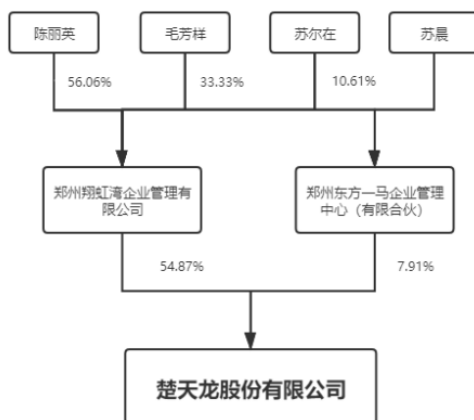 陈丽英
毛芳样
苏尔在
苏晨
56.06%
33.33%
10.61%
郑州翔虹湾企业管理有
限公司
郑州东方一马企业管理
中心（有限合伙）
54.87%
7.91%
楚天龙股份有限公司